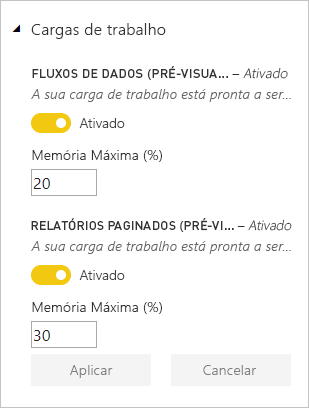 Cargas de trabalho
FLUXOS DE DADOS (PRÉ-VISUA... – Ativado
A sua carga de trabalho está pronta a ser...
Ativado
Memória Máxima (%)
20
RELATÓRIOS PAGINADOS (PRÉ-VI... – Ativado
A sua carga de trabalho está pronta a ser...
Ativado
Memória Máxima (%)
30
Aplicar Cancelar